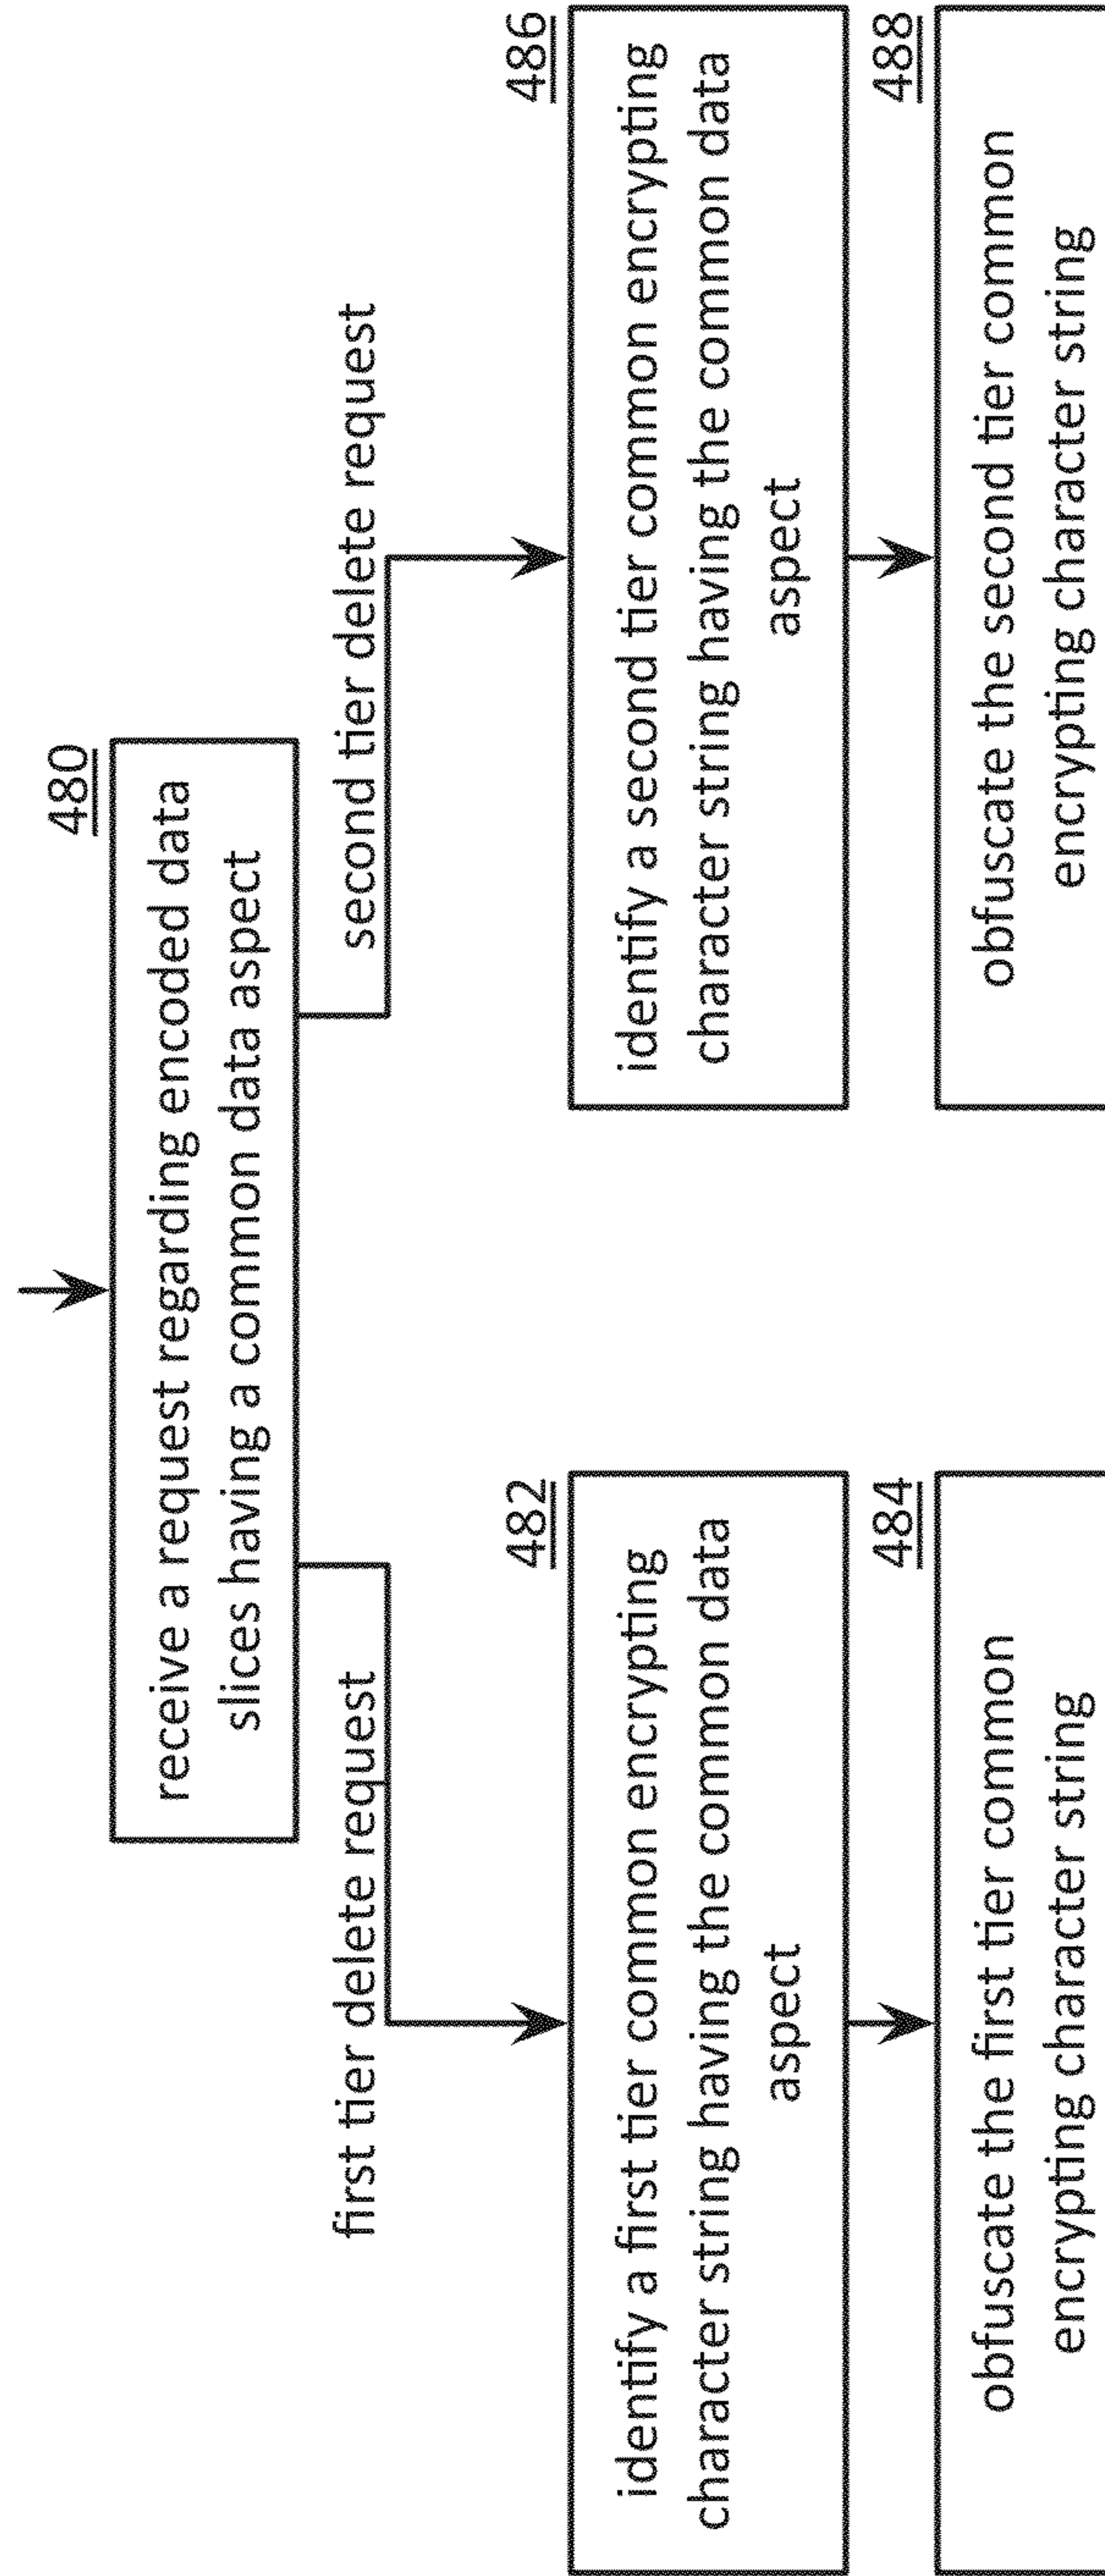 480
receive a request regarding encoded data
slices having a common data aspect
first tier delete request
second tier delete request
482
identify a first tier common encrypting
character string having the common data
aspect
486
identify a second tier common encrypting
character string having the common data
aspect
484
obfuscate the first tier common
encrypting character string
488
obfuscate the second tier common
encrypting character string